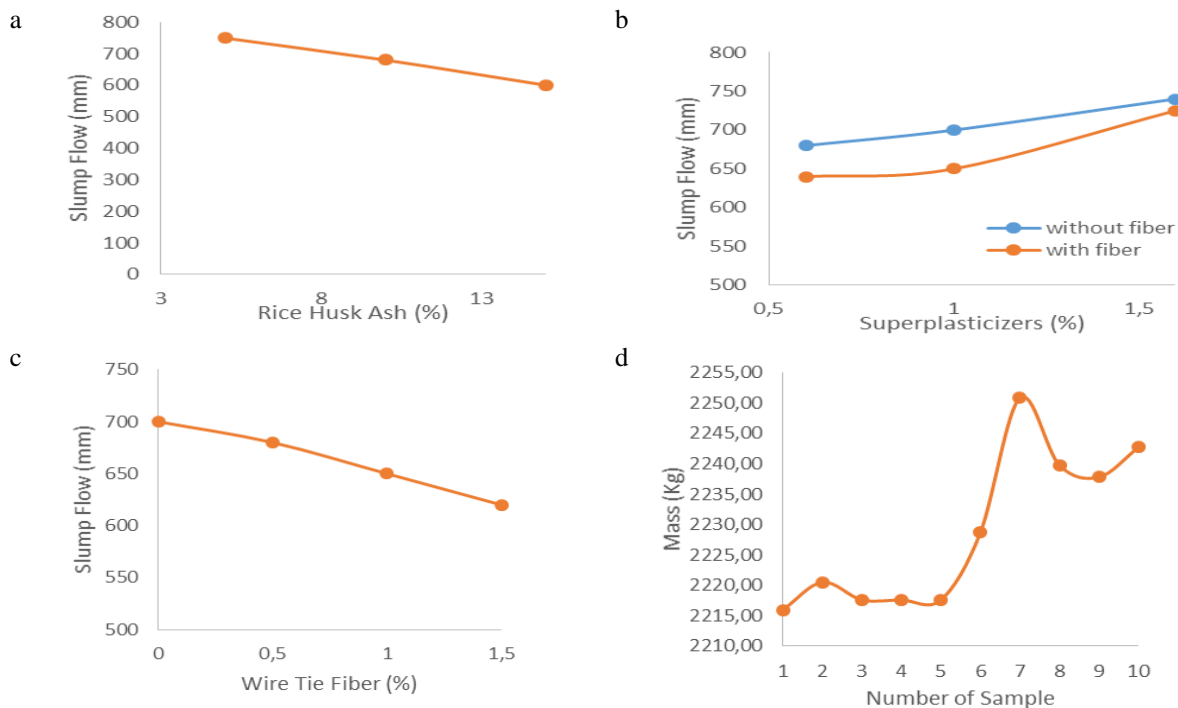 a
800
700
600
500
400
300
200
100
0
Slump Flow (mm)
3 8 13
Rice Husk Ash (%)
b
800
750
700
650
600
550
500
Slump Flow (mm)
without fiber
with fiber
0,5 1 1,5
Superplasticizers (%)
c
750
700
650
600
550
500
Slump Flow (mm)
0 0,5 1 1,5
Wire Tie Fiber (%)
d
2255,00
2250,00
2245,00
2240,00
2235,00
2230,00
2225,00
2220,00
2215,00
2210,00
Mass (Kg)
1 2 3 4 5 6 7 8 9 10
Number of Sample